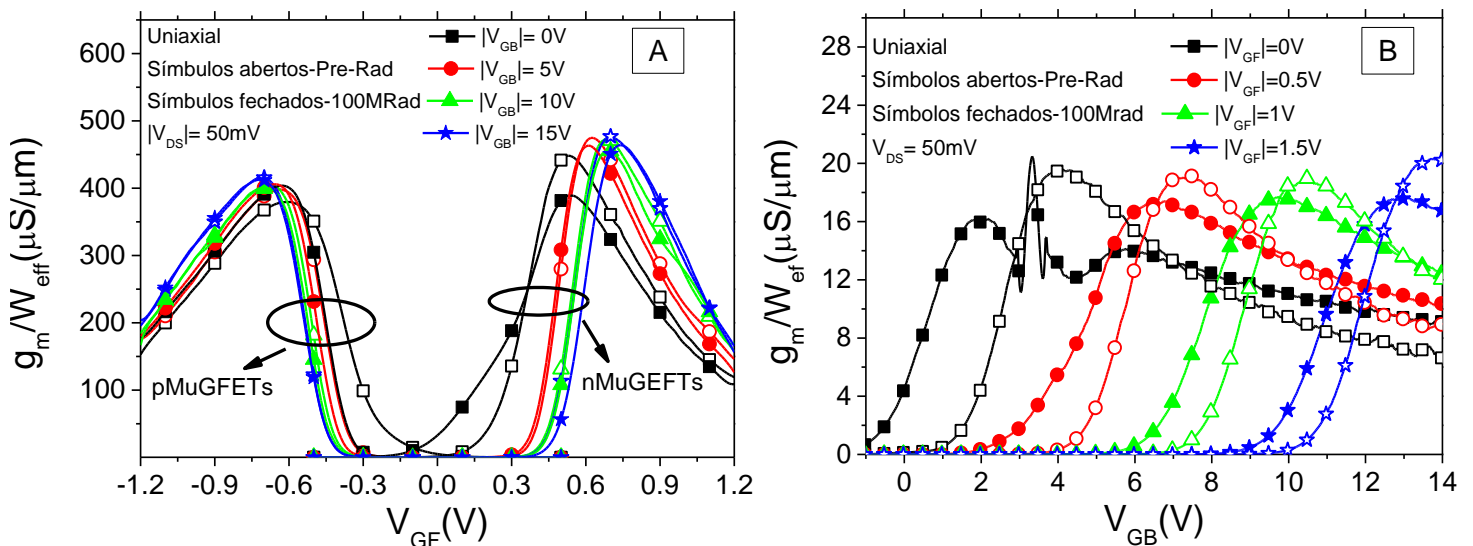 A
Uniaxial
Símbulos abertos-Pre-Rad
Símbulos fechados-100MRad
|V_DS|= 50mV
|V_GB|= 0V
|V_GB|= 5V
|V_GB|= 10V
|V_GB|= 15V
pMuGFETs
nMuGEFTs
g_m/W_eff(μS/μm)
600
500
400
300
200
100
-1.2
-0.9
-0.6
-0.3
0.0
0.3
0.6
0.9
1.2
V_GF(V)
B
Uniaxial
Símbolos abertos-Pre-Rad
Símbolos fechados-100Mrad
V_DS= 50mV
|V_GF|=0V
|V_GF|=0.5V
|V_GF|=1V
|V_GF|=1.5V
g_m/W_ef(μS/μm)
28
24
20
16
12
8
4
0
0
2
4
6
8
10
12
14
V_GB(V)